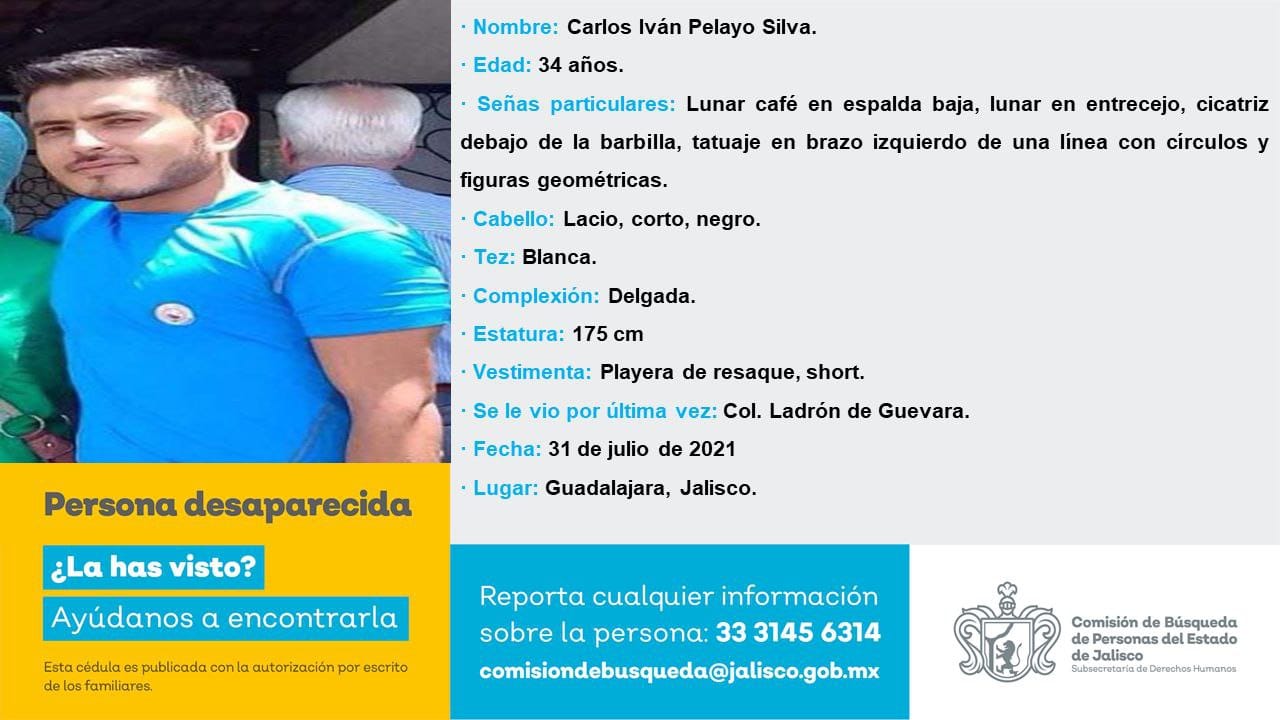 · Nombre: Carlos Iván Pelayo Silva.
· Edad: 34 años.
· Señas particulares: Lunar café en espalda baja, lunar en entrecejo, cicatriz
debajo de la barbilla, tatuaje en brazo izquierdo de una línea con círculos y
figuras geométricas.
· Cabello: Lacio, corto, negro.
· Tez: Blanca.
· Complexión: Delgada.
· Estatura: 175 cm
· Vestimenta: Playera de resaque, short.
· Se le vio por última vez: Col. Ladrón de Guevara.
· Fecha: 31 de julio de 2021
· Lugar: Guadalajara, Jalisco.
Persona desaparecida
¿La has visto?
Ayúdanos a encontrarla
Esta cédula es publicada con la autorización por escrito
de los familiares.
Reporta cualquier información
sobre la persona: 33 3145 6314
comisiondebusqueda@jalisco.gob.mx
Comisión de Búsqueda
de Personas del Estado
de Jalisco
Subsecretaría de Derechos Humanos